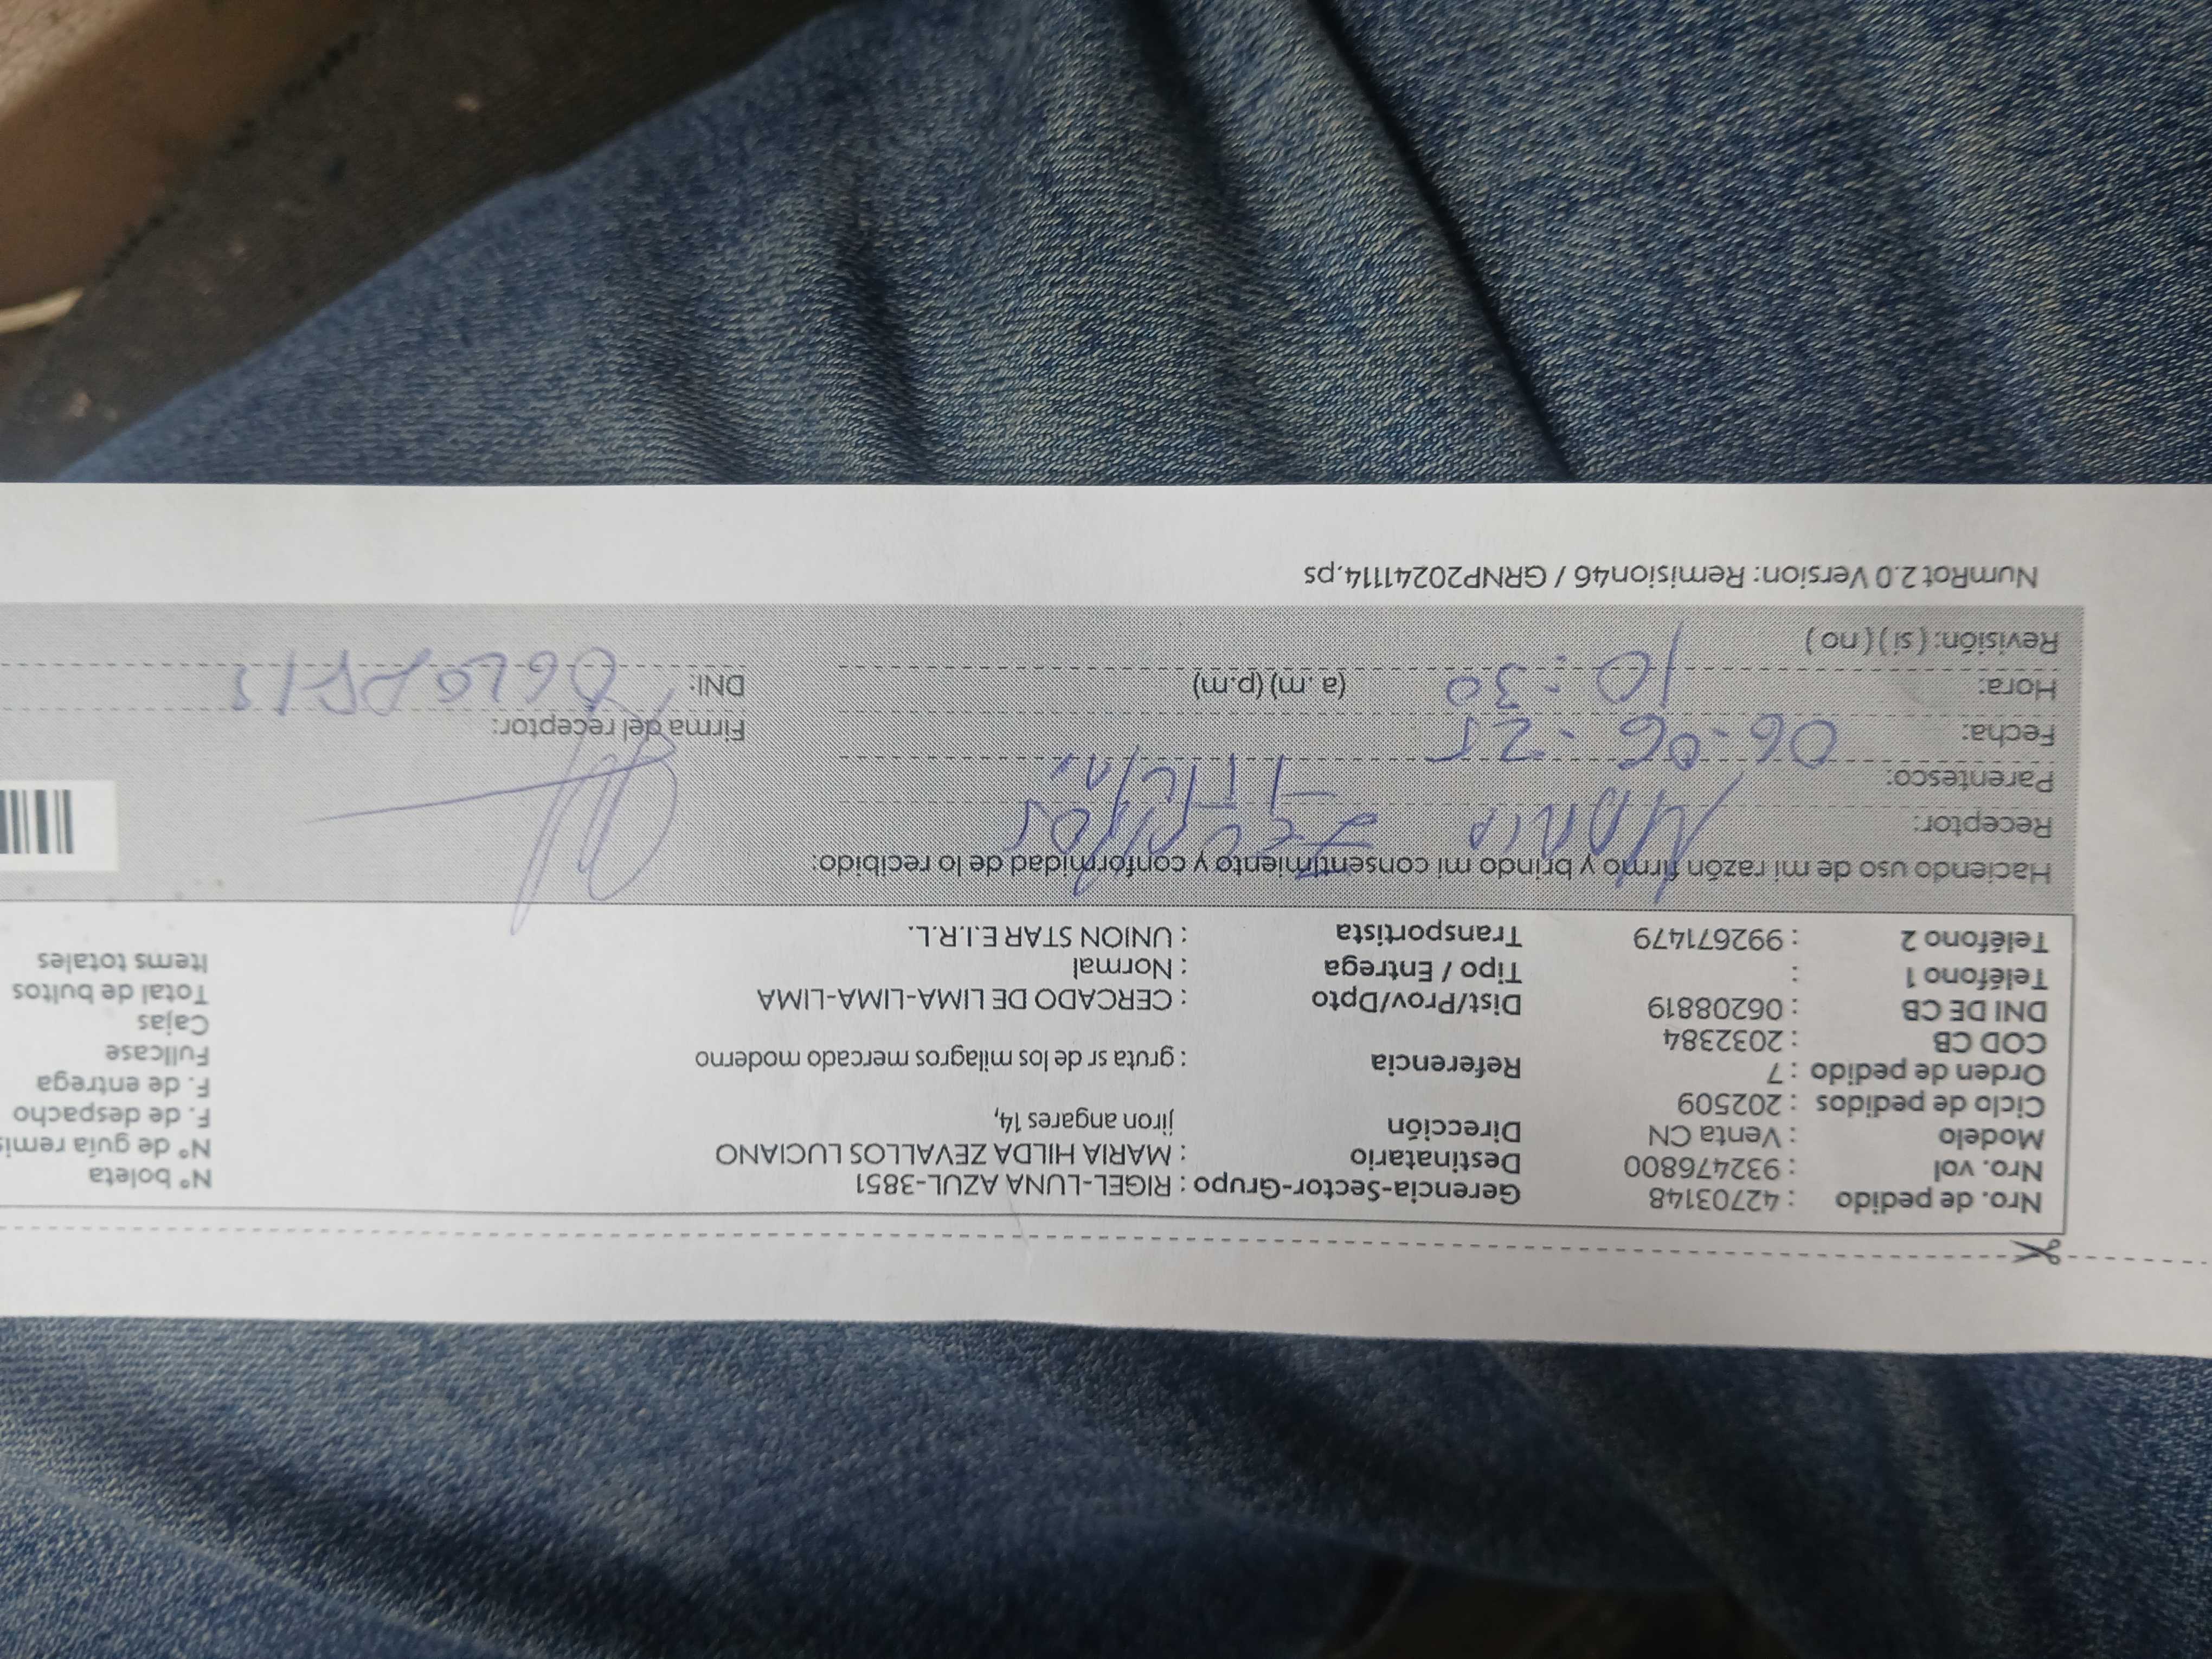 Nro. de pedido : 42703148 Gerencia-Sector-Grupo : RIGEL-LUNA AZUL-3851 N° boleta
Nro. vol : 932476800 Destinatario : MARIA HILDA ZEVALLOS LUCIANO N° de guía remis
Modelo : Venta CN Dirección jiron angares 14, F. de despacho
Ciclo de pedidos : 202509 F. de entrega
Orden de pedido : 7 Referencia : gruta sr de los milagros mercado moderno Fullcase
COD CB : 2032384 Cajas
DNI DE CB : 06208819 Dist/Prov/Dpto : CERCADO DE LIMA-LIMA-LIMA Total de bultos
Teléfono 1 : Tipo / Entrega : Normal Items totales
Teléfono 2 : 992671479 Transportista : UNION STAR E.I.R.L.
Haciendo uso de mi razón firmo y brindo mi consentimiento y conformidad de lo recibido:
Receptor: Maria Zevallos
Parentesco:
Fecha: 06-06-25 Firma del receptor:
Hora: 10:30 (a. m) (p.m) DNI:
Revisión: ( si ) ( no )
NumRot 2.0 Version: Remision46 / GRNP20241114.ps